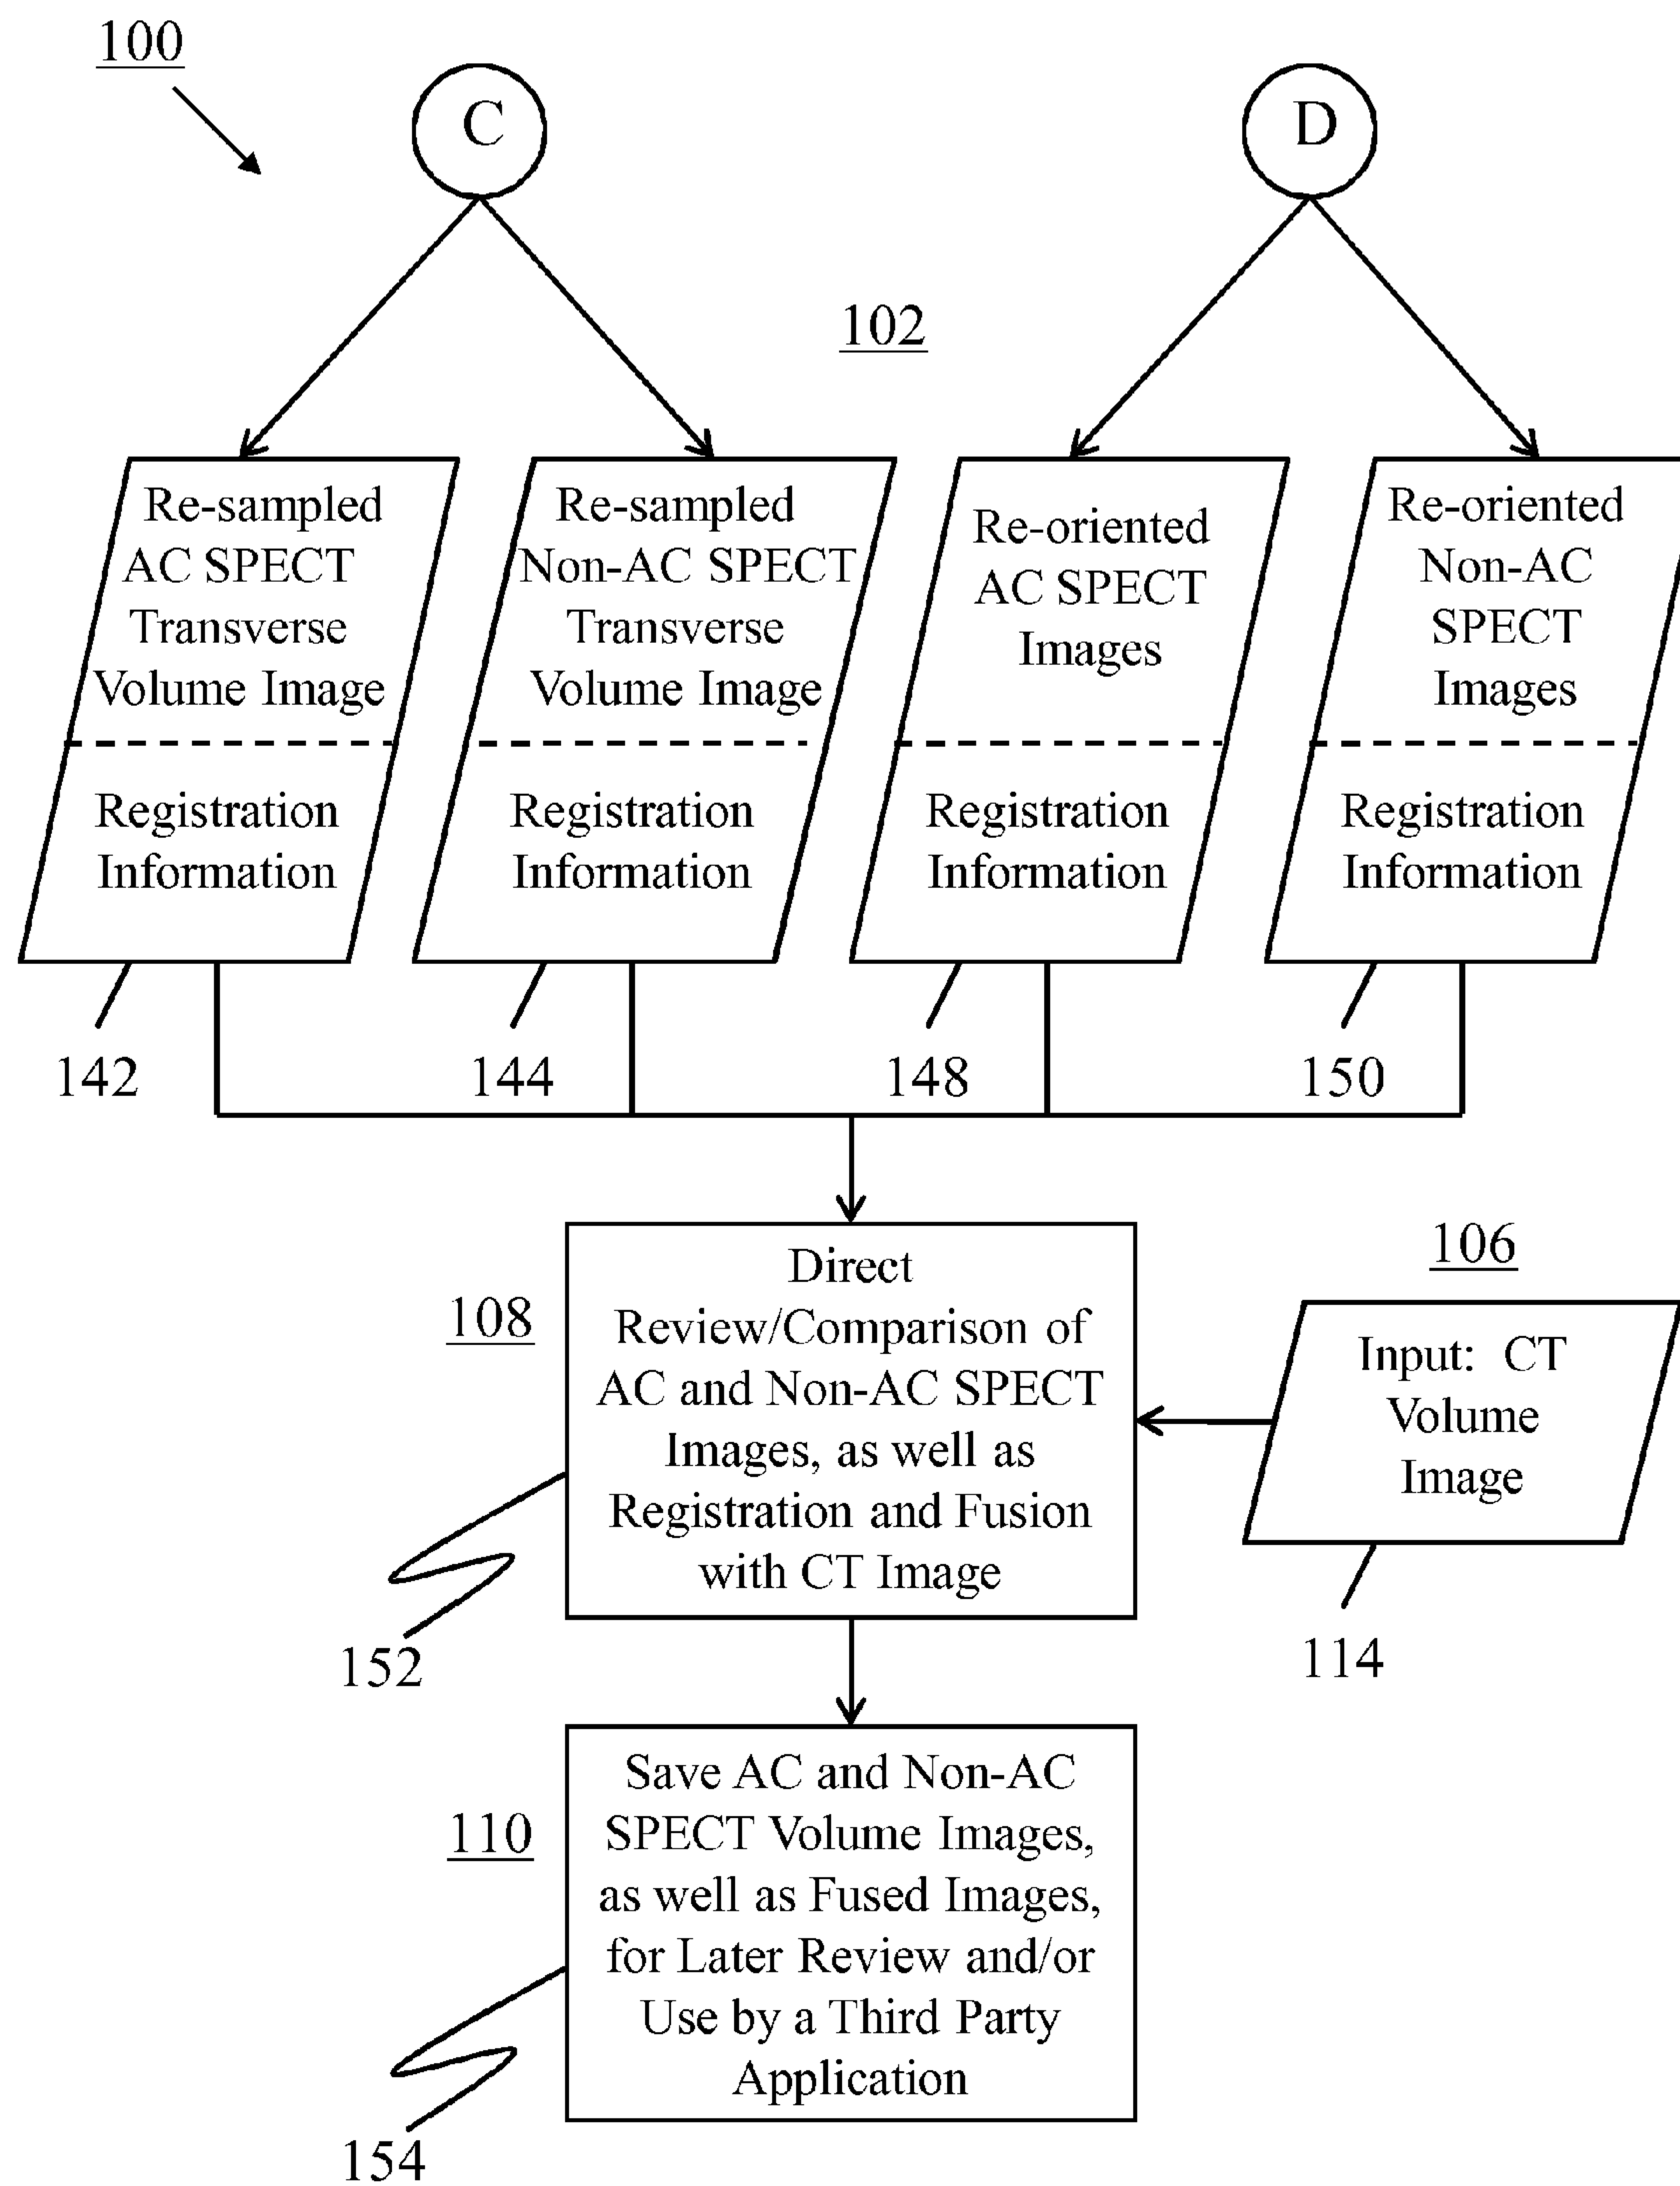 100
C
D
102
Re-sampled
AC SPECT
Transverse
Volume Image
Registration
Information
Re-sampled
Non-AC SPECT
Transverse
Volume Image
Registration
Information
Re-oriented
AC SPECT
Images
Registration
Information
Re-oriented
Non-AC
SPECT
Images
Registration
Information
142
144
148
150
108
Direct
Review/Comparison of
AC and Non-AC SPECT
Images, as well as
Registration and Fusion
with CT Image
152
106
Input: CT
Volume
Image
114
110
Save AC and Non-AC
SPECT Volume Images,
as well as Fused Images,
for Later Review and/or
Use by a Third Party
Application
154